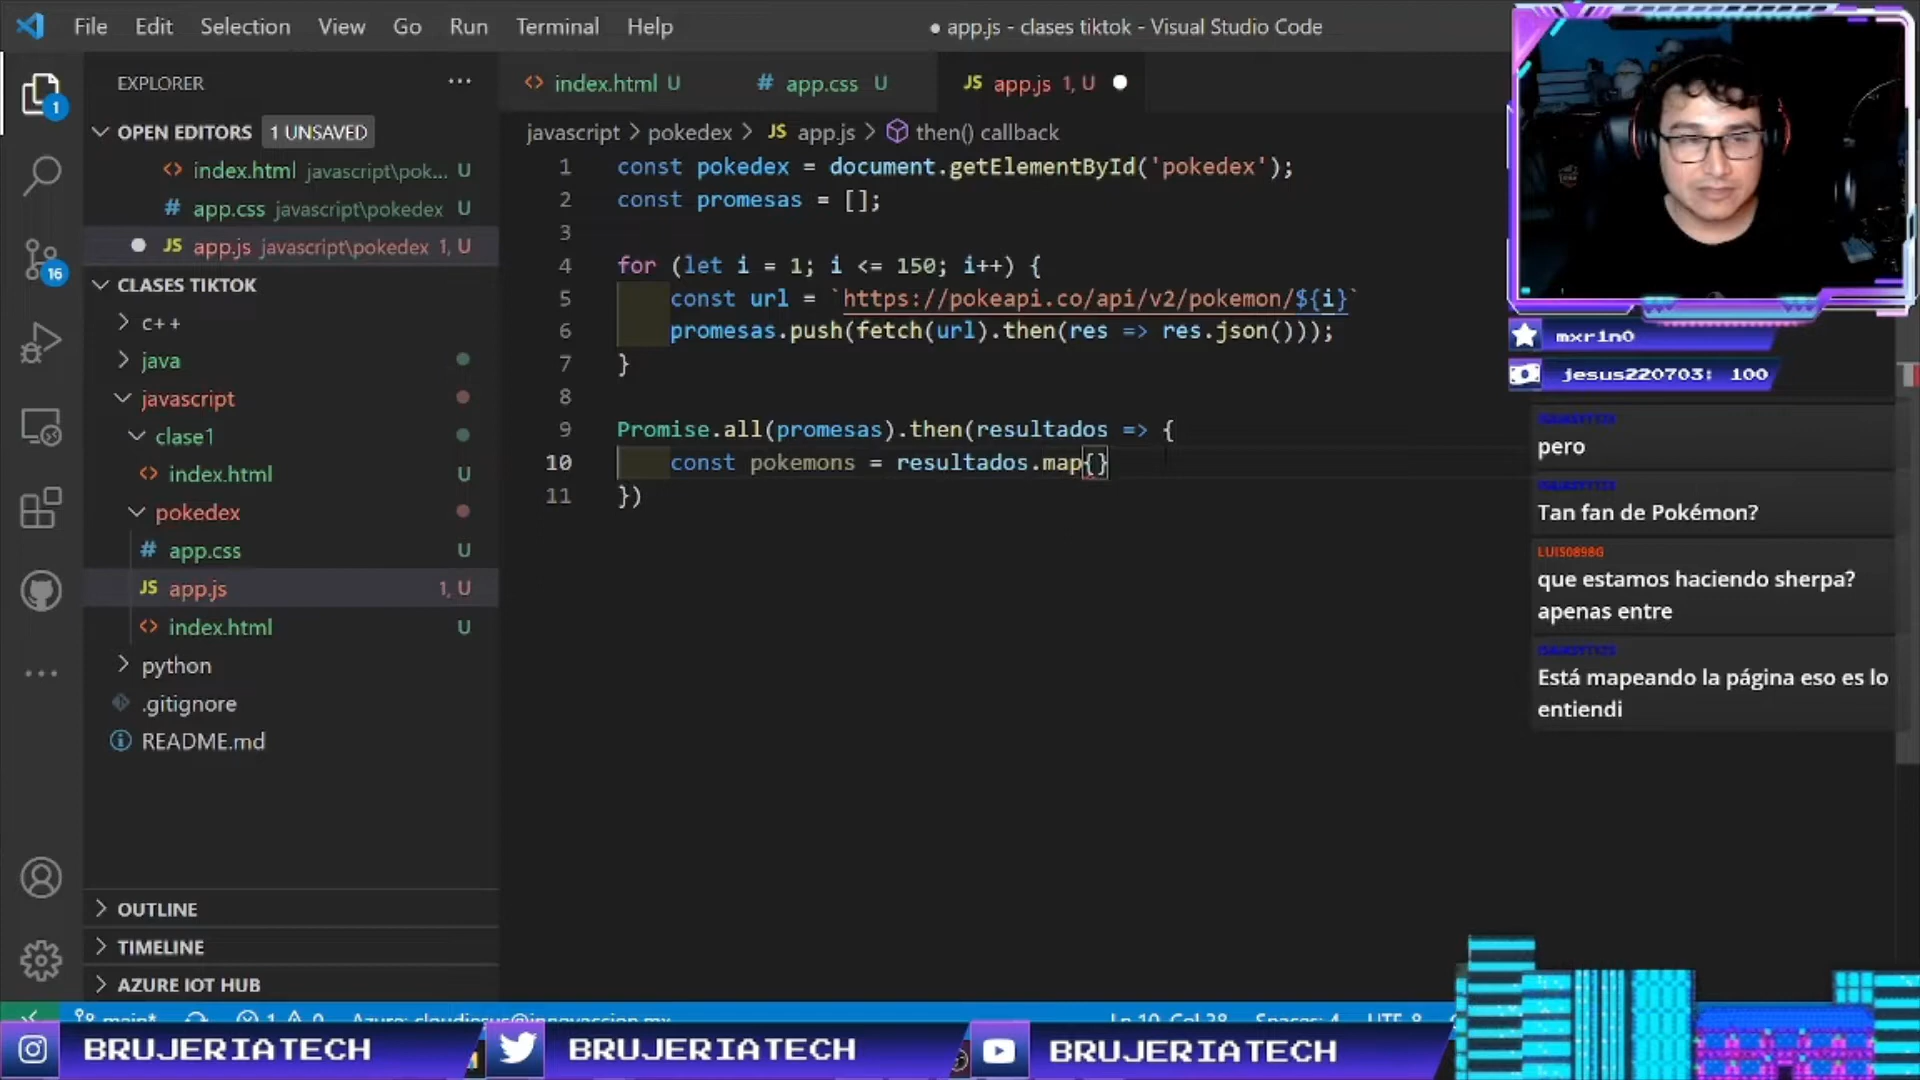 File Edit Selection View Go Run Terminal Help
● app.js - clases tiktok - Visual Studio Code
EXPLORER
OPEN EDITORS 1 UNSAVED
index.html javascript\pok... U
app.css javascript\pokedex U
app.js javascript\pokedex 1, U
CLASES TIKTOK
c++
java
javascript
clase1
index.html U
pokedex
app.css U
app.js 1, U
index.html U
python
.gitignore
README.md
OUTLINE
TIMELINE
AZURE IOT HUB
1
16
index.html U
app.css U
JS app.js 1, U
javascript > pokedex > JS app.js > then() callback
1 const pokedex = document.getElementById('pokedex');
2 const promesas = [];
3
4 for (let i = 1; i <= 150; i++) {
5 const url = `https://pokeapi.co/api/v2/pokemon/${i}`
6 promesas.push(fetch(url).then(res => res.json()));
7 }
8
9 Promise.all(promesas).then(resultados => {
10 const pokemons = resultados.map{}
11 })
mxr1n0
jesus220703: 100
pero
Tan fan de Pokémon?
LUIS0898G
que estamos haciendo sherpa?
apenas entre
Está mapeando la página eso es lo
entiendi
BRUJERIATECH
BRUJERIATECH
BRUJERIATECH